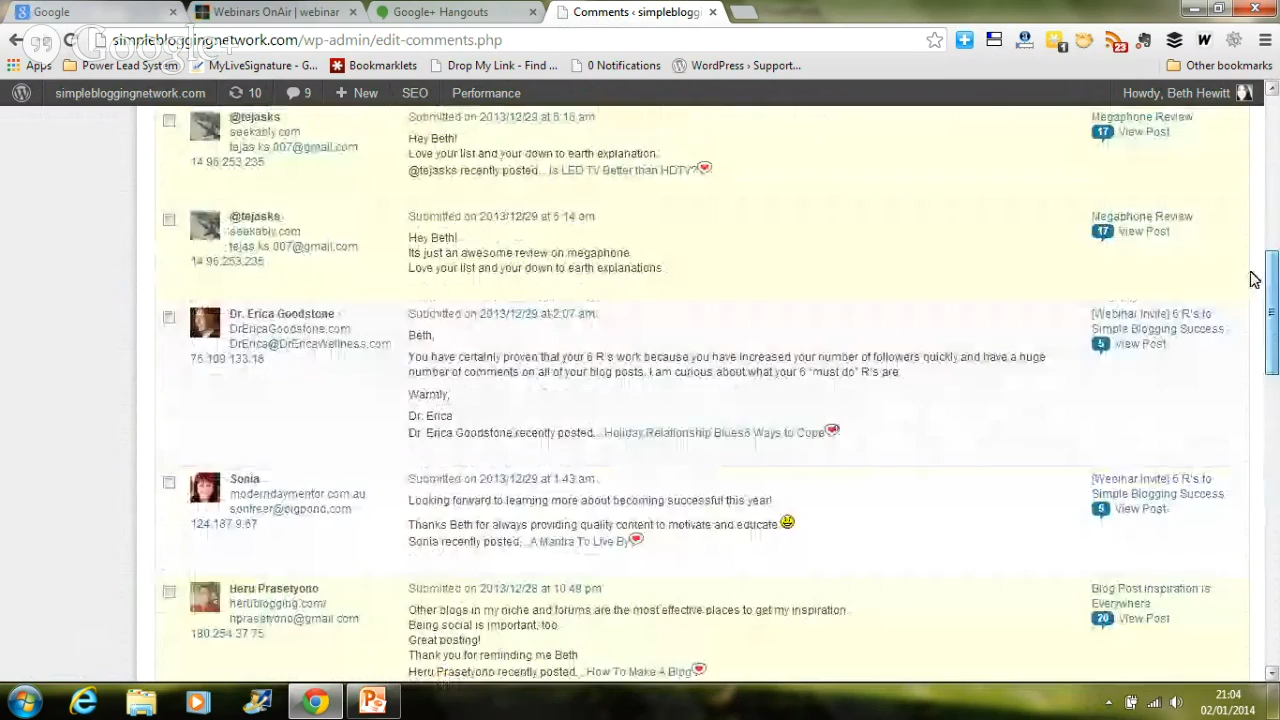 Google
Webinars OnAir | webinar
Google+ Hangouts
Comments ‹ simplebloggi
simplebloggingnetwork.com/wp-admin/edit-comments.php
Google+
1
23
W
Apps
Power Lead System
MyLiveSignature - G...
Bookmarklets
Drop My Link - Find ...
0 Notifications
WordPress › Support...
Other bookmarks
simplebloggingnetwork.com
10
9
New
SEO
Performance
Howdy, Beth Hewitt
@tejasks
seekably.com
tejas.ks.007@gmail.com
14.96.253.235
Submitted on 2013/12/29 at 5:16 am
Hey Beth!
Love your list and your down to earth explanation.
@tejasks recently posted... Is LED TV Better than HDTV?
Megaphone Review
17 View Post
@tejasks
seekably.com
tejas.ks.007@gmail.com
14.96.253.235
Submitted on 2013/12/29 at 5:14 am
Hey Beth!
Its just an awesome review on megaphone.
Love your list and your down to earth explanations.
Megaphone Review
17 View Post
Dr. Erica Goodstone
DrEricaGoodstone.com
DrErica@DrEricaWellness.com
Submitted on 2013/12/29 at 2:07 am
Beth,
You have certainly proven that your 6 R's work because you have increased your number of followers quickly and have a huge
number of comments on all of your blog posts. I am curious about what your 6 "must do" R's are
Warmly,
Dr. Erica
Dr. Erica Goodstone recently posted... Holiday Relationship Blues
Ways to Cope
[Webinar Invite] 6 R's to
Simple Blogging Success
5 View Post
Sonia
moderndaymentor.com.au
124.187.9.67
Submitted on 2013/12/29 at 1:43 am
Looking forward to learning more about becoming successful this year!
Thanks Beth for always providing quality content to motivate and educate
Sonia recently posted... A Mantra To Live By
[Webinar Invite] 6 R's to
Simple Blogging Success
5 View Post
Heru Prasetyono
herublogging.com/
hprasetyono@gmail.com
180.254.37.75
Submitted on 2013/12/28 at 10:48 pm
Other blogs in my niche and forums are the most effective places to get my inspiration.
Being social is important, too.
Great posting!
Thank you for reminding me Beth
Heru Prasetyono recently posted... How To Make A Blog
Blog Post Inspiration is
Everywhere
20 View Post
21:04
02/01/2014